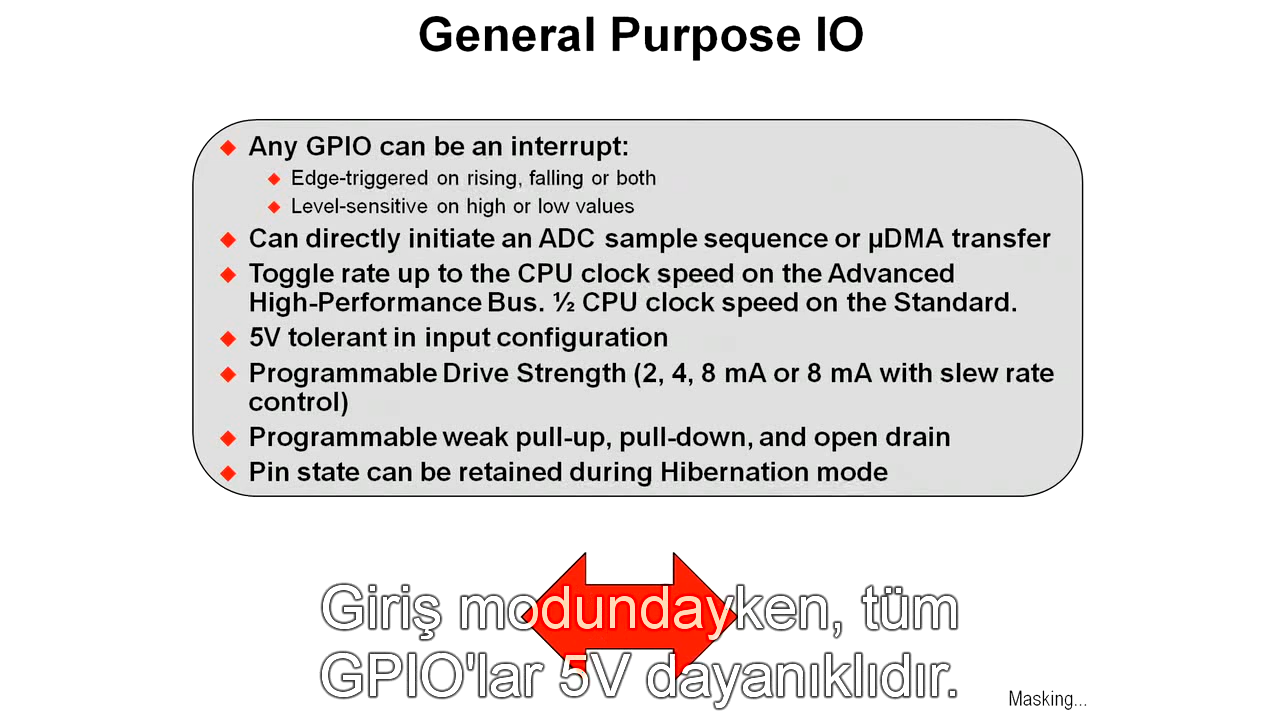 General Purpose IO
Any GPIO can be an interrupt:
Edge-triggered on rising, falling or both
Level-sensitive on high or low values
Can directly initiate an ADC sample sequence or µDMA transfer
Toggle rate up to the CPU clock speed on the Advanced
High-Performance Bus. ½ CPU clock speed on the Standard.
5V tolerant in input configuration
Programmable Drive Strength (2, 4, 8 mA or 8 mA with slew rate
control)
Programmable weak pull-up, pull-down, and open drain
Pin state can be retained during Hibernation mode
Giriş modundayken, tüm
GPIO'lar 5V dayanıklıdır.
Masking...